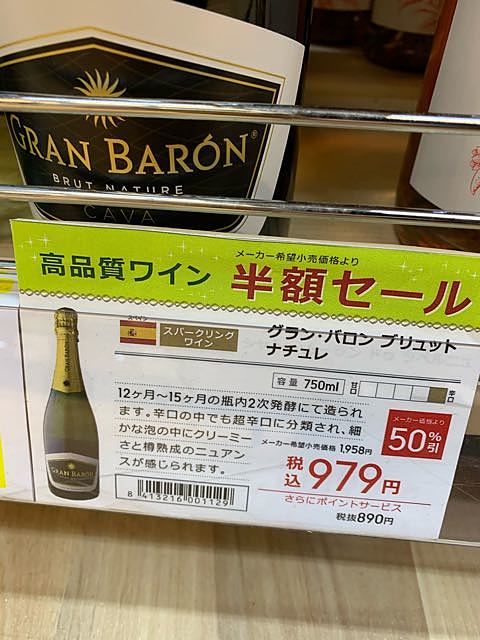 GRAN BARÓN®
BRUT NATURE
CAVA
メーカー希望小売価格より
高品質ワイン 半額セール
スペイン
スパークリング
ワイン
グラン・バロン ブリュット
ナチュレ
容量 750ml 甘口 辛口
12ヶ月〜15ヶ月の瓶内2次発酵にて造られ
ます。辛口の中でも超辛口に分類され、細
かな泡の中にクリーミー
さと樽熟成のニュアン
スが感じられます。
メーカー希望小売価格 1,958円
メーカー価格より
50%引
税込979円
さらにポイントサービス
税抜890円
GRAN BARÓN
8 413216 001129